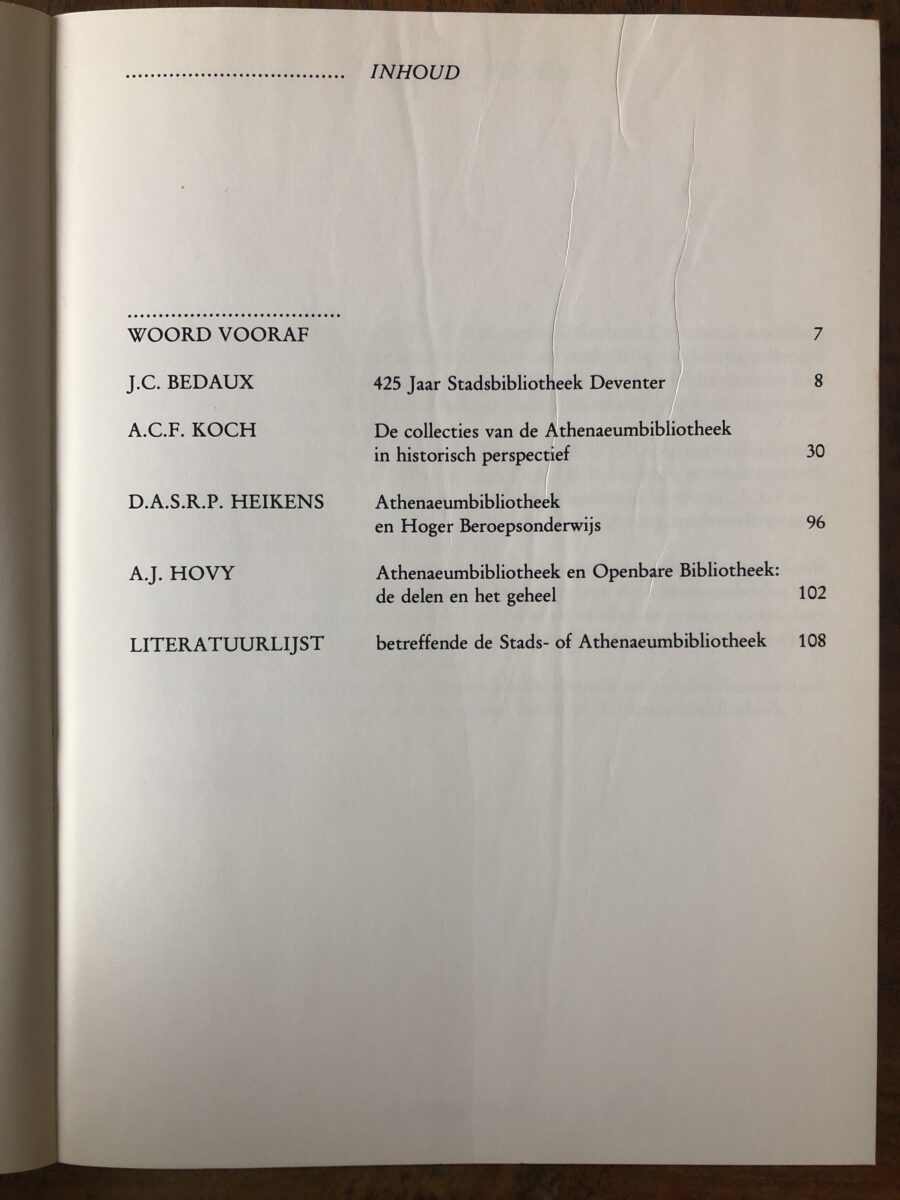 .................................... INHOUD
...................................
WOORD VOORAF 7
J.C. BEDAUX 425 Jaar Stadsbibliotheek Deventer 8
A.C.F. KOCH De collecties van de Athenaeumbibliotheek
in historisch perspectief 30
D.A.S.R.P. HEIKENS Athenaeumbibliotheek
en Hoger Beroepsonderwijs 96
A.J. HOVY Athenaeumbibliotheek en Openbare Bibliotheek:
de delen en het geheel 102
LITERATUURLIJST betreffende de Stads- of Athenaeumbibliotheek 108